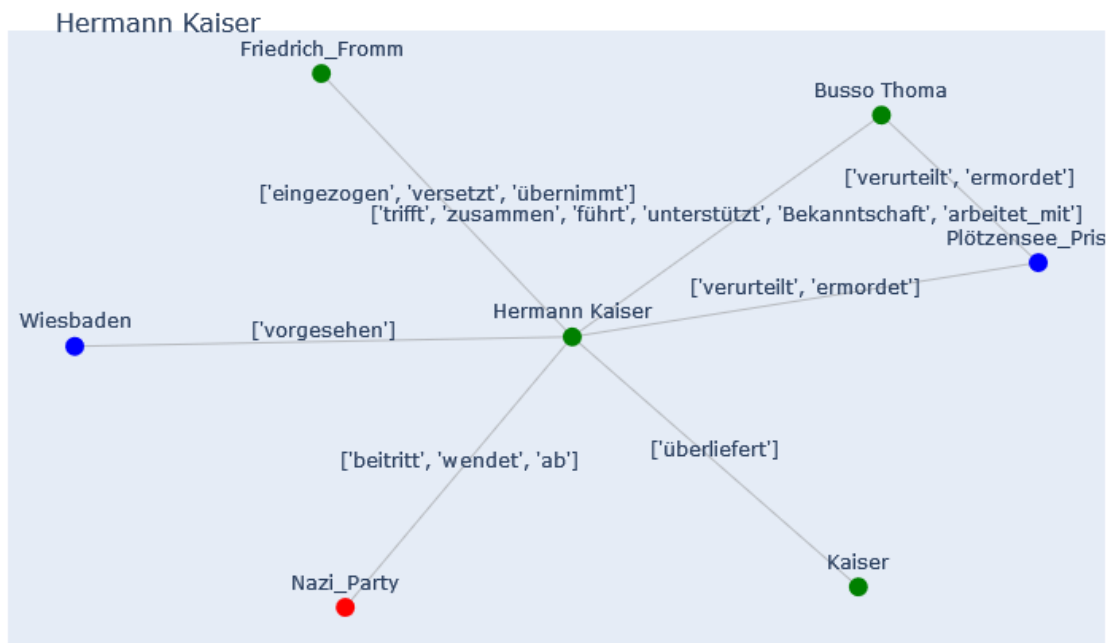 Hermann Kaiser
Friedrich_Fromm
Busso Thoma
['verurteilt', 'ermordet']
['eingezogen', 'versetzt', 'übernimmt']
['trifft', 'zusammen', 'führt', 'unterstützt', 'Bekanntschaft', 'arbeitet_mit']
Plötzensee_Pris
['verurteilt', 'ermordet']
Hermann Kaiser
Wiesbaden
['vorgesehen']
['überliefert']
['beitritt', 'wendet', 'ab']
Kaiser
Nazi_Party